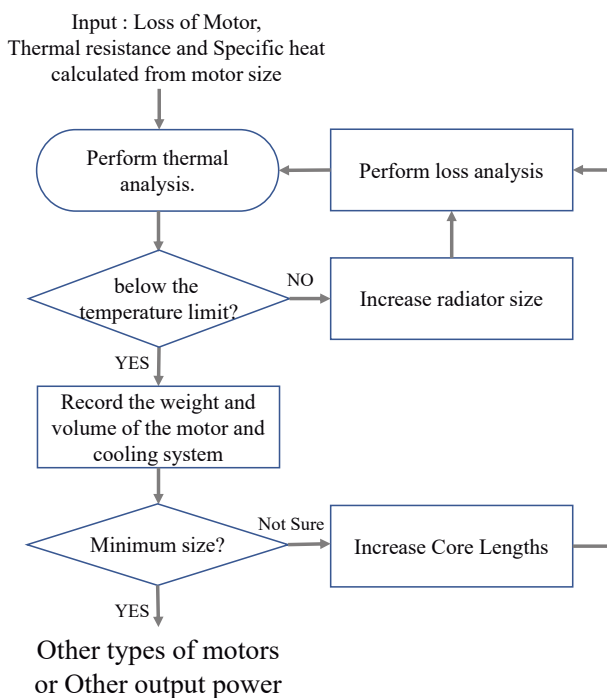 Input : Loss of Motor,
Thermal resistance and Specific heat
calculated from motor size
Perform thermal
analysis.
Perform loss analysis
below the
temperature limit?
NO
Increase radiator size
YES
Record the weight and
volume of the motor and
cooling system
Minimum size?
Not Sure
Increase Core Lengths
YES
Other types of motors
or Other output power